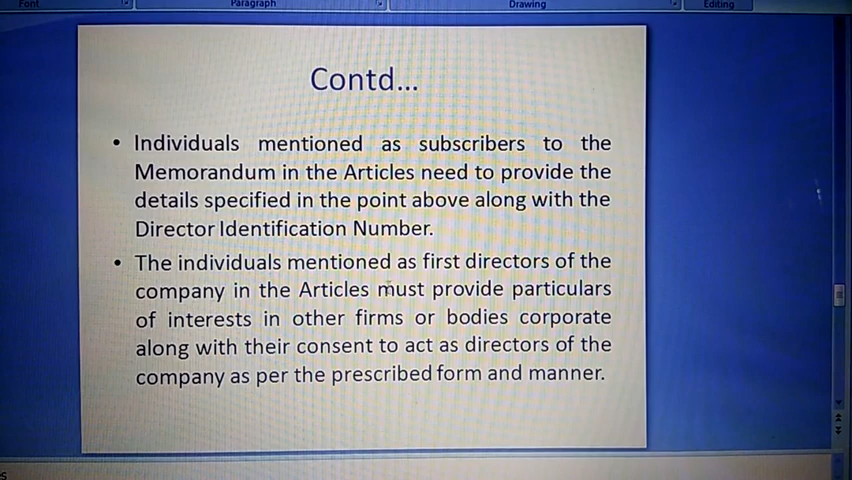 Font
Paragraph
Drawing
Editing
Contd...
• Individuals mentioned as subscribers to the
Memorandum in the Articles need to provide the
details specified in the point above along with the
Director Identification Number.
• The individuals mentioned as first directors of the
company in the Articles must provide particulars
of interests in other firms or bodies corporate
along with their consent to act as directors of the
company as per the prescribed form and manner.